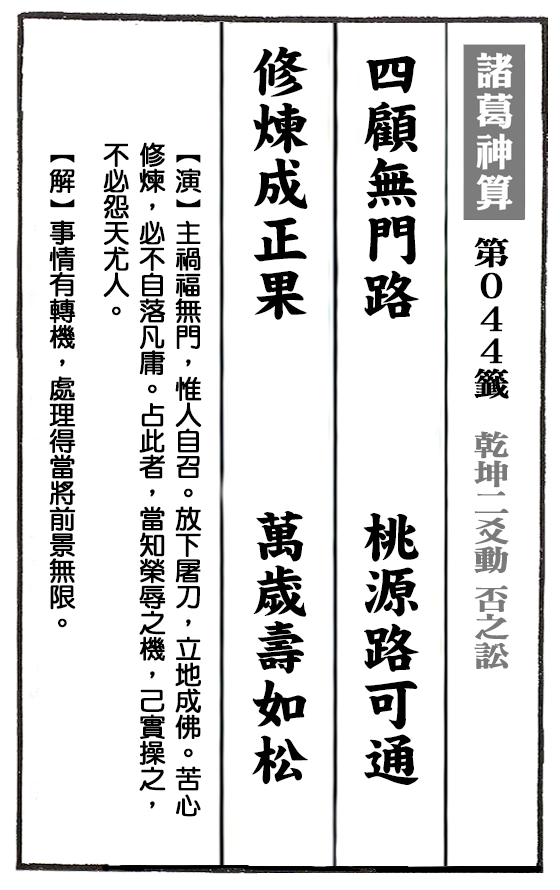 諸葛神算 第０４４籤 乾坤二爻動 否之訟
四顧無門路 桃源路可通
修煉成正果 萬歲壽如松
【演】主禍福無門，惟人自召。放下屠刀，立地成佛。苦心
修煉，必不自落凡庸。占此者，當知榮辱之機，己實操之，
不必怨天尤人。
【解】事情有轉機，處理得當將前景無限。